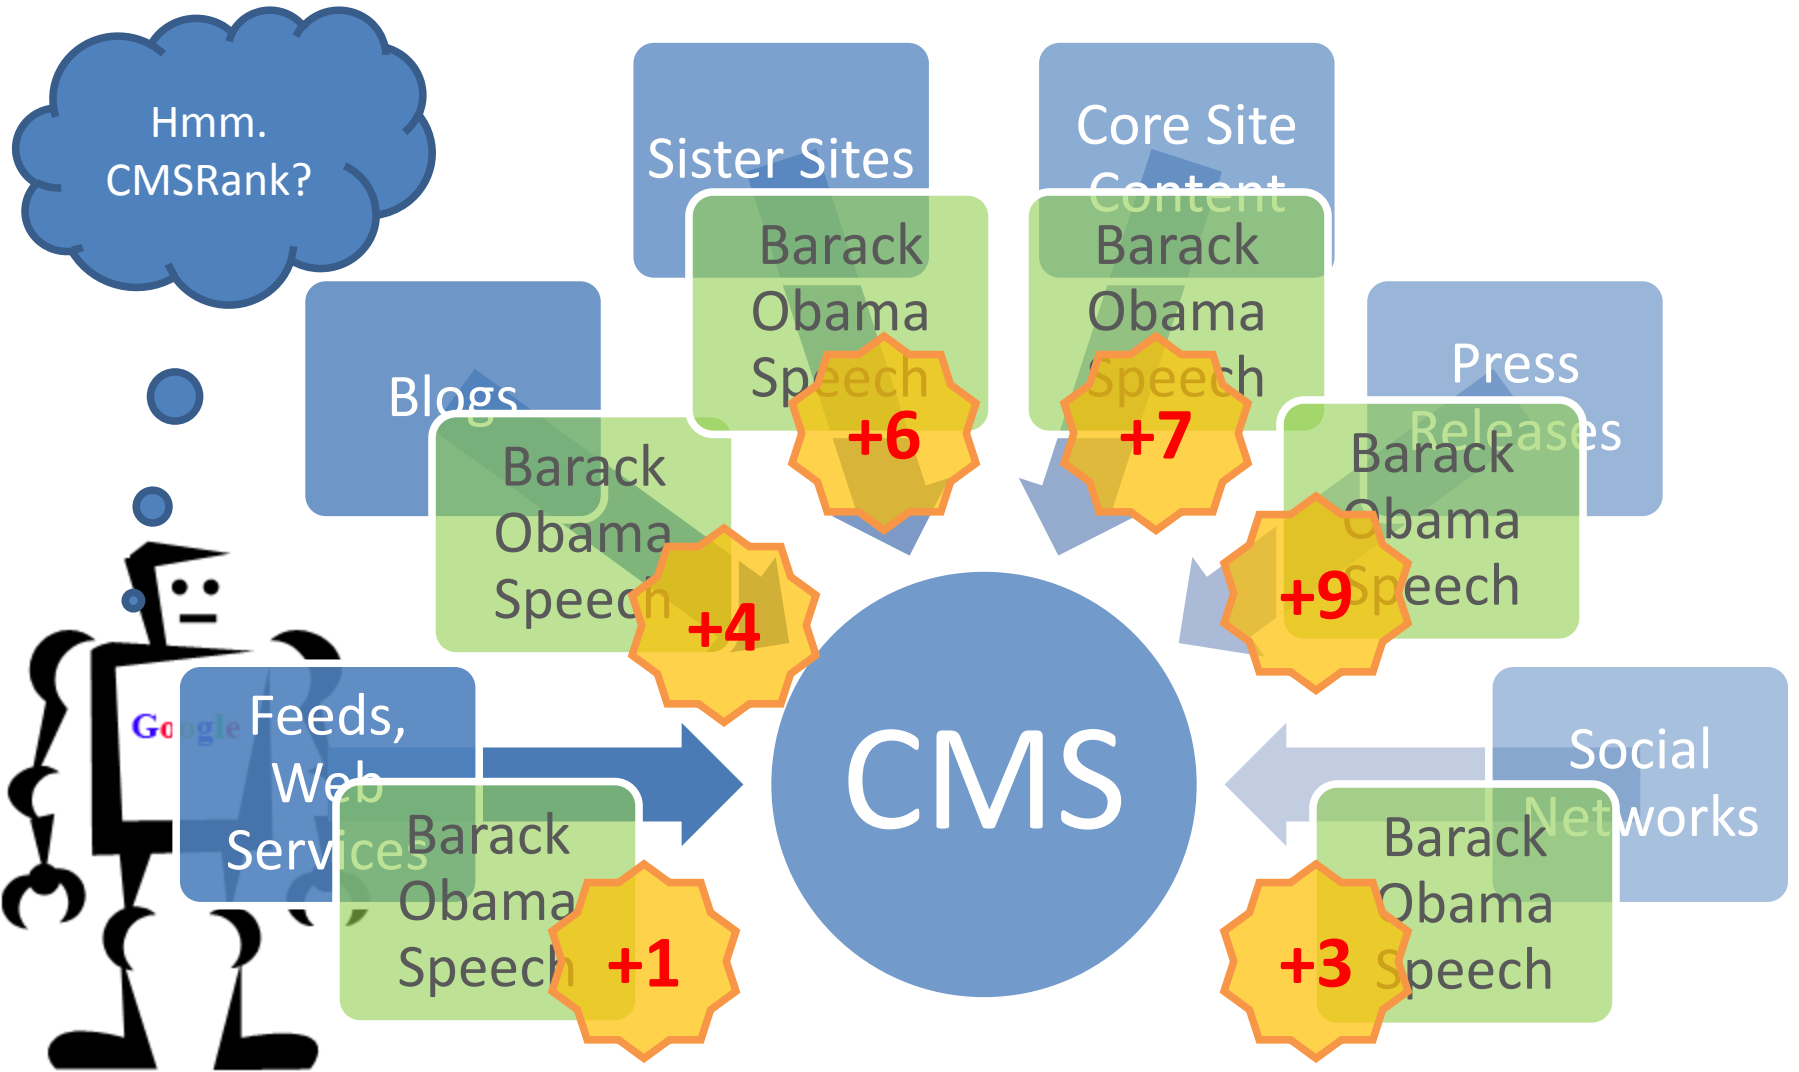 Hmm.
CMSRank?
Sister Sites
Barack
Obama
Speech
+6
Core Site
Content
Barack
Obama
Speech
+7
Blogs
Barack
Obama
Speech
+4
Press
Releases
Barack
Obama
Speech
+9
Google
Feeds,
Web
Services
Barack
Obama
Speech
+1
CMS
Social
Networks
Barack
Obama
Speech
+3